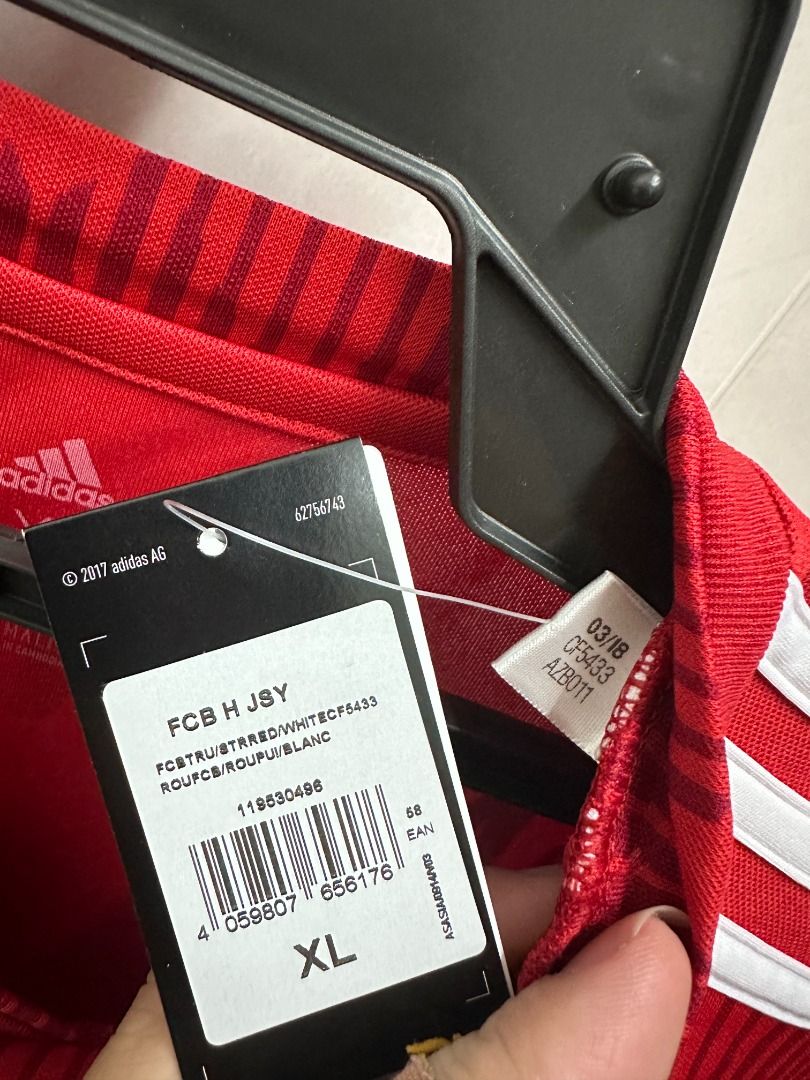 adidas
© 2017 adidas AG
62756743
FCB H JSY
FCBTRU/STRRED/WHITECF5433
ROUFCB/ROUPUI/BLANC
119530496
58
EAN
4 059807 656176
XL
03/18
CF5433
AZB011